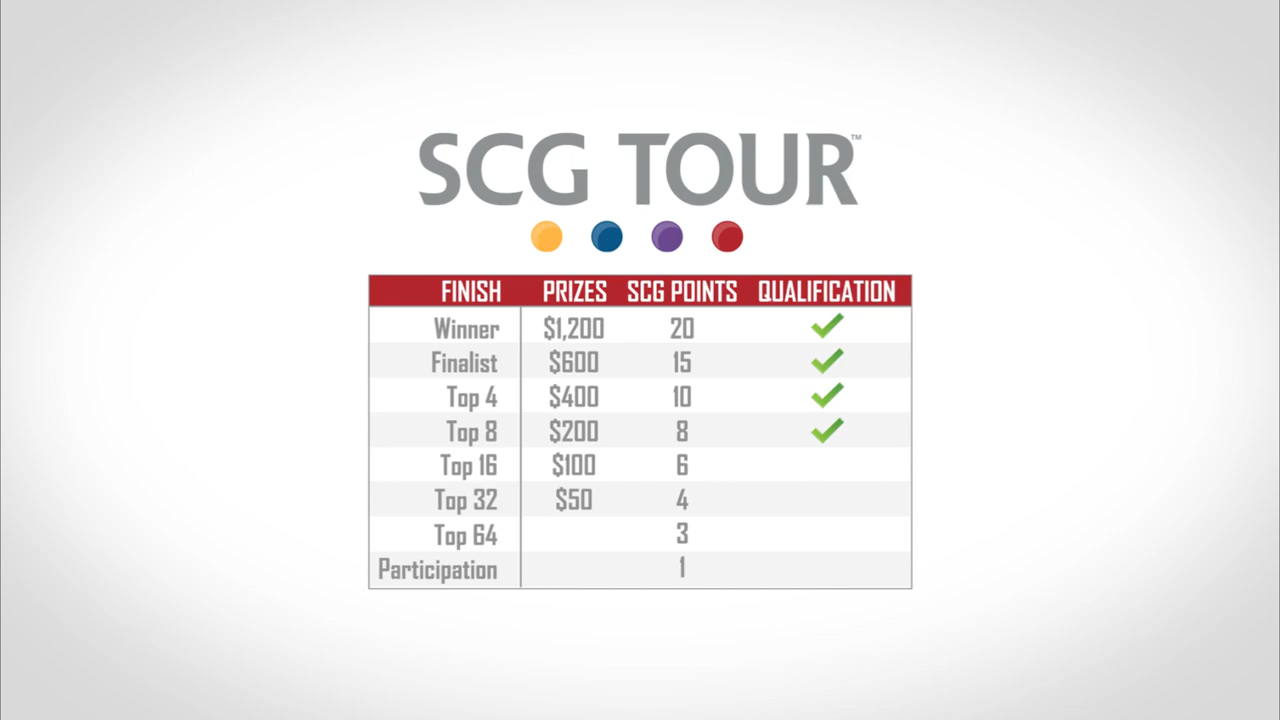 SCG TOUR™
FINISH PRIZES SCG POINTS QUALIFICATION
Winner $1,200 20
Finalist $600 15
Top 4 $400 10
Top 8 $200 8
Top 16 $100 6
Top 32 $50 4
Top 64 3
Participation 1